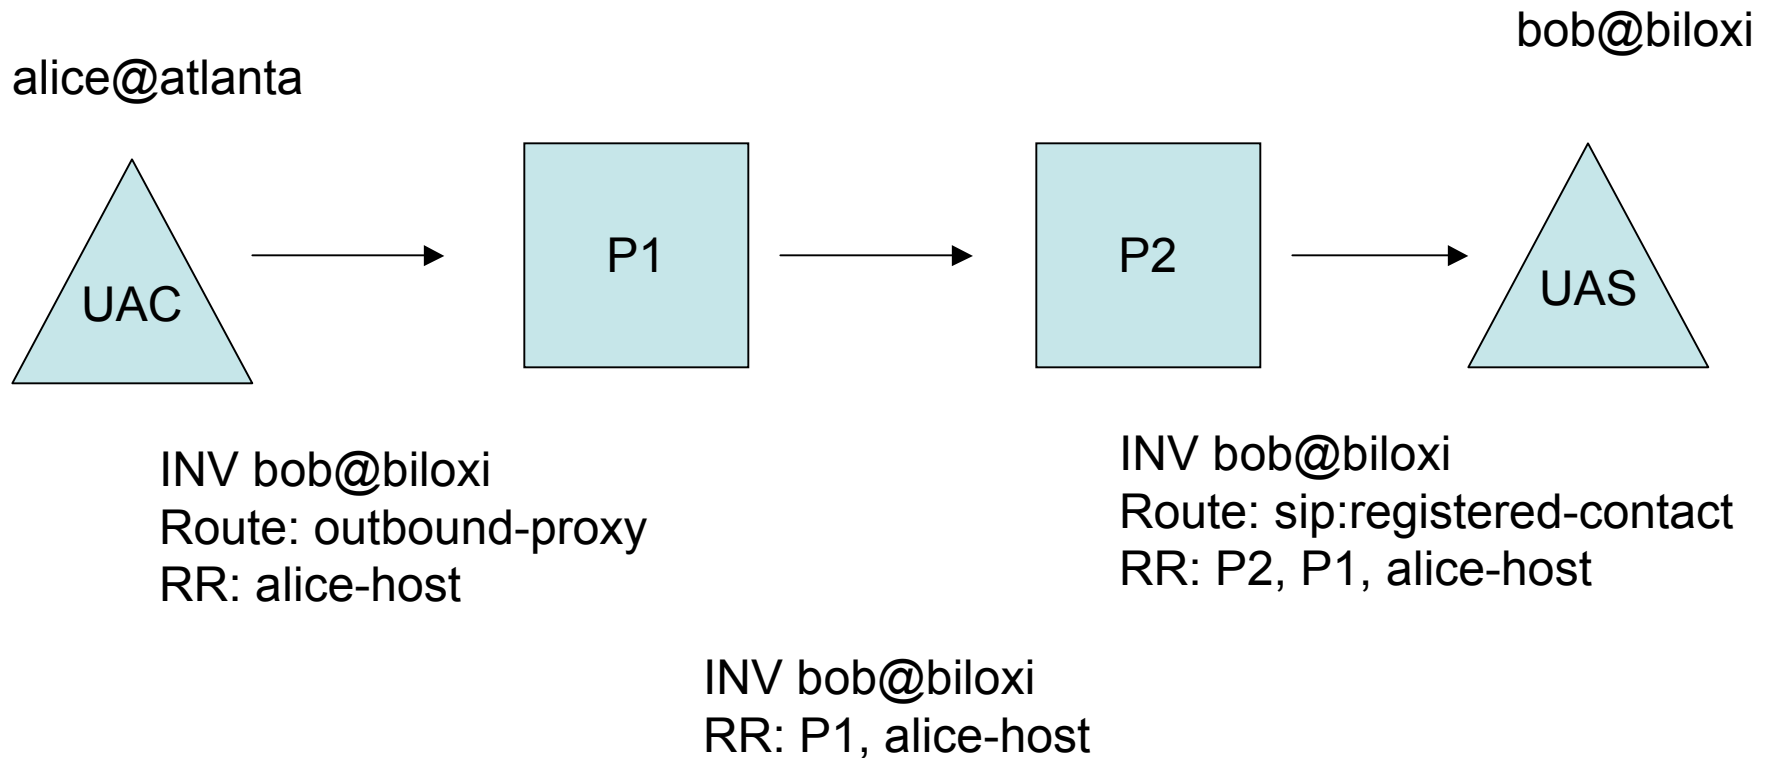 bob@biloxi
alice@atlanta
UAC
P1
P2
UAS
INV bob@biloxi
Route: outbound-proxy
RR: alice-host
INV bob@biloxi
Route: sip:registered-contact
RR: P2, P1, alice-host
INV bob@biloxi
RR: P1, alice-host